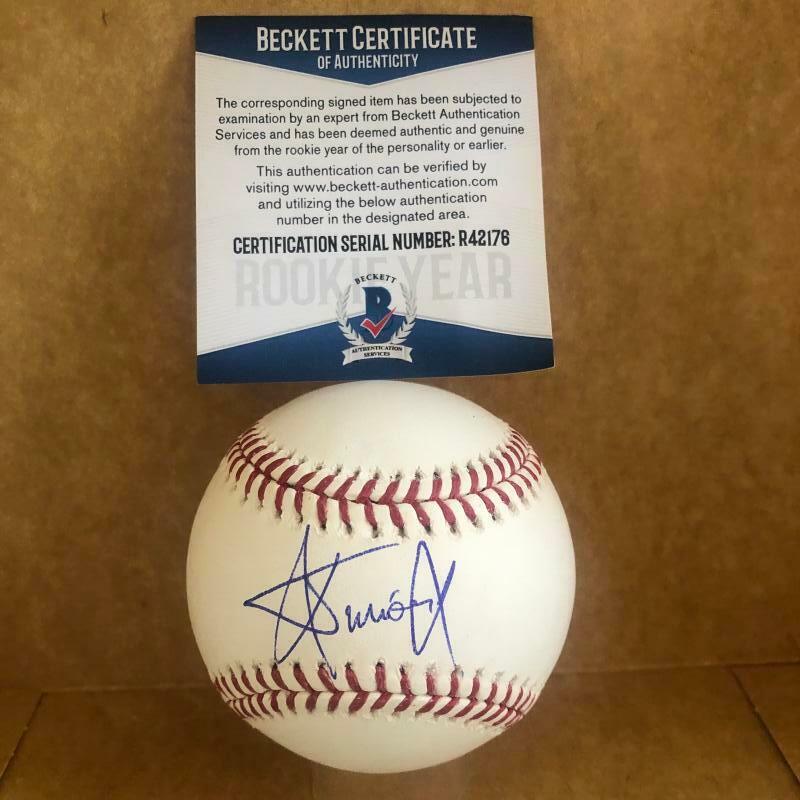 BECKETT CERTIFICATE
OF AUTHENTICITY
The corresponding signed item has been subjected to
examination by an expert from Beckett Authentication
Services and has been deemed authentic and genuine
from the rookie year of the personality or earlier.
This authentication can be verified by
visiting www.beckett-authentication.com
and utilizing the below authentication
number in the designated area.
CERTIFICATION SERIAL NUMBER: R42176
ROOKIE YEAR
BECKETT
B
AUTHENTICATION
SERVICES